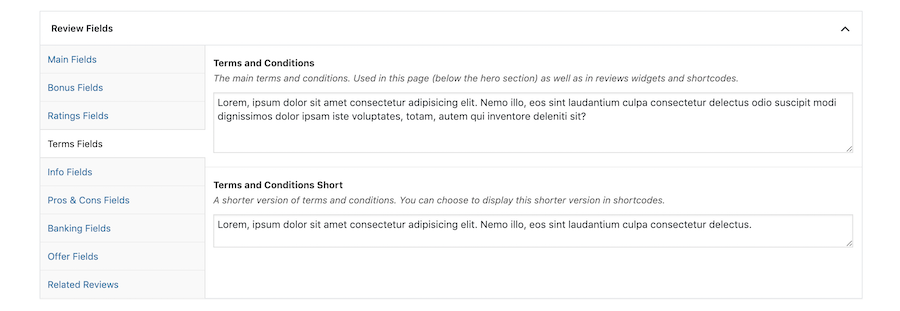 Review Fields
Main Fields
Bonus Fields
Ratings Fields
Terms Fields
Info Fields
Pros & Cons Fields
Banking Fields
Offer Fields
Related Reviews
Terms and Conditions
The main terms and conditions. Used in this page (below the hero section) as well as in reviews widgets and shortcodes.
Lorem, ipsum dolor sit amet consectetur adipisicing elit. Nemo illo, eos sint laudantium culpa consectetur delectus odio suscipit modi
dignissimos dolor ipsam iste voluptates, totam, autem qui inventore deleniti sit?
Terms and Conditions Short
A shorter version of terms and conditions. You can choose to display this shorter version in shortcodes.
Lorem, ipsum dolor sit amet consectetur adipisicing elit. Nemo illo, eos sint laudantium culpa consectetur delectus.